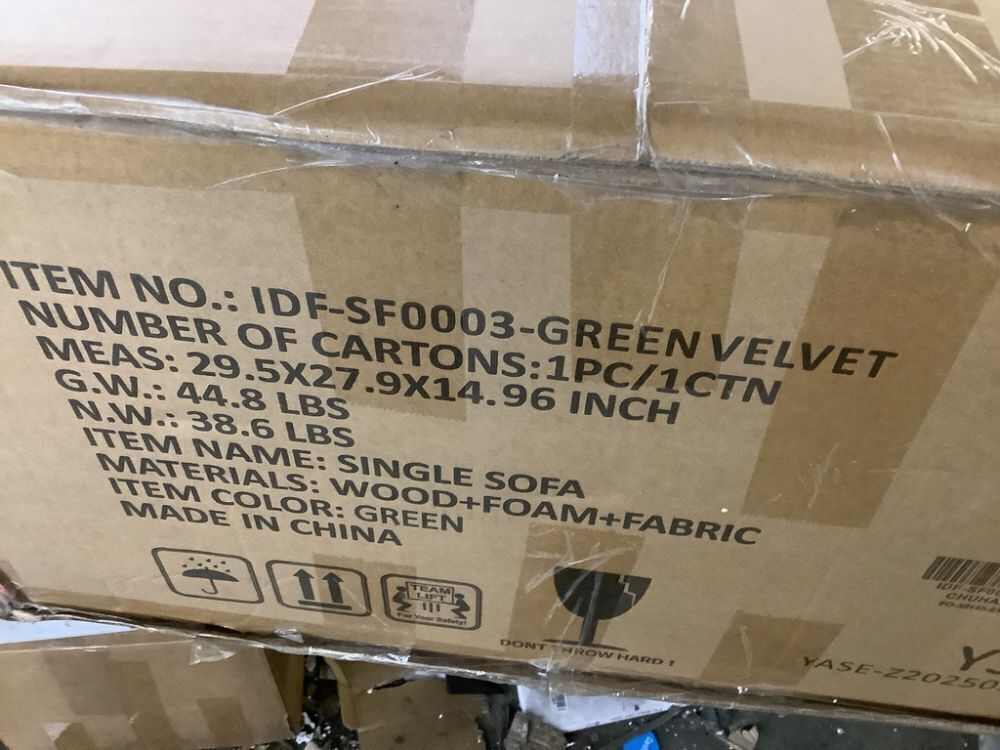 ITEM NO.: IDF-SF0003-GREEN VELVET
NUMBER OF CARTONS:1PC/1CTN
MEAS: 29.5X27.9X14.96 INCH
G.W.: 44.8 LBS
N.W.: 38.6 LBS
ITEM NAME: SINGLE SOFA
MATERIALS: WOOD+FOAM+FABRIC
ITEM COLOR: GREEN
MADE IN CHINA
TEAM
LIFT
For Your Safety!
DONT THROW HARD !
YASE-Z20250